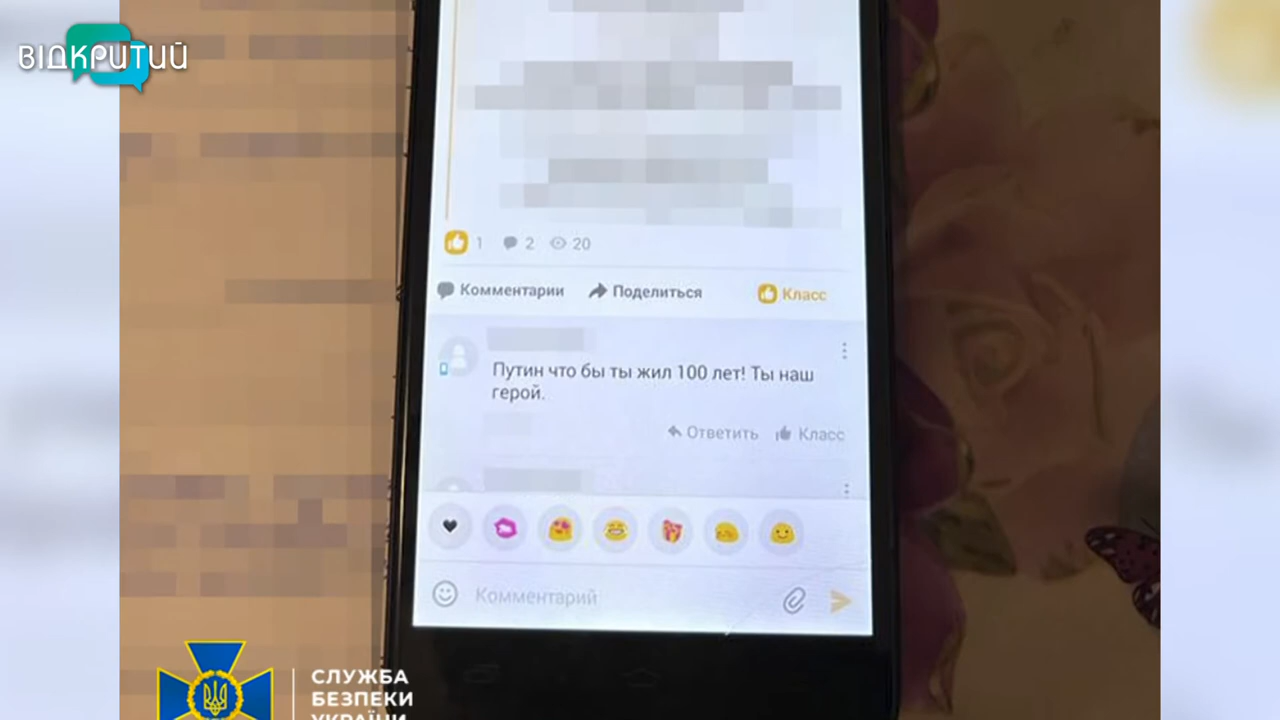 ВІДКРИТИЙ
1 2 20
Комментарии Поделиться Класс
Путин что бы ты жил 100 лет! Ты наш
герой.
Ответить Класс
Комментарий
СЛУЖБА
БЕЗПЕКИ
УКРАЇНИ